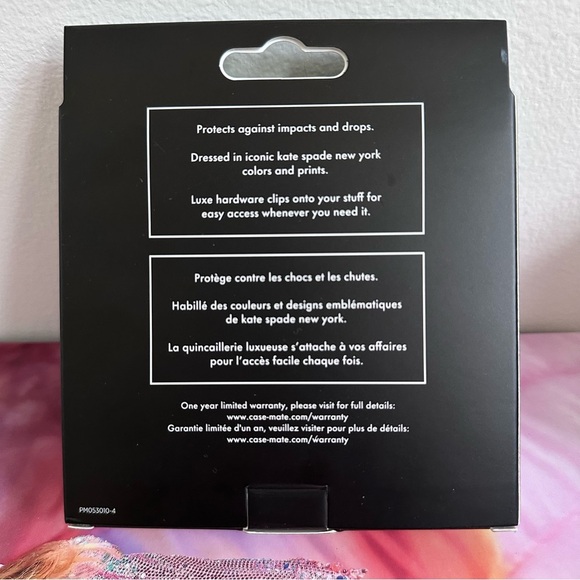 Protects against impacts and drops.
Dressed in iconic kate spade new york
colors and prints.
Luxe hardware clips onto your stuff for
easy access whenever you need it.
Protège contre les chocs et les chutes.
Habillé des couleurs et designs emblématiques
de kate spade new york.
La quincaillerie luxueuse s'attache à vos affaires
pour l'accès facile chaque fois.
One year limited warranty, please visit for full details:
www.case-mate.com/warranty
Garantie limitée d'un an, veuillez visiter pour plus de détails:
www.case-mate.com/warranty
PM053010-4